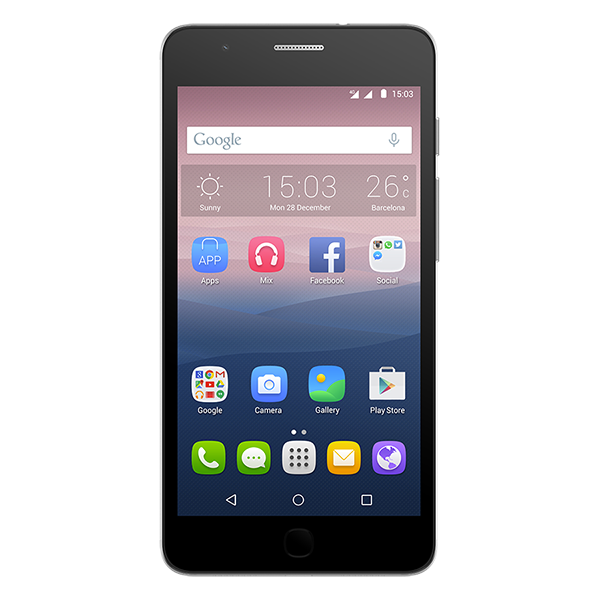 4G 15:03
Google
15:03 26°C
Sunny Mon 28 December Barcelona
APP
Apps Mix Facebook Social
Google Camera Gallery Play Store